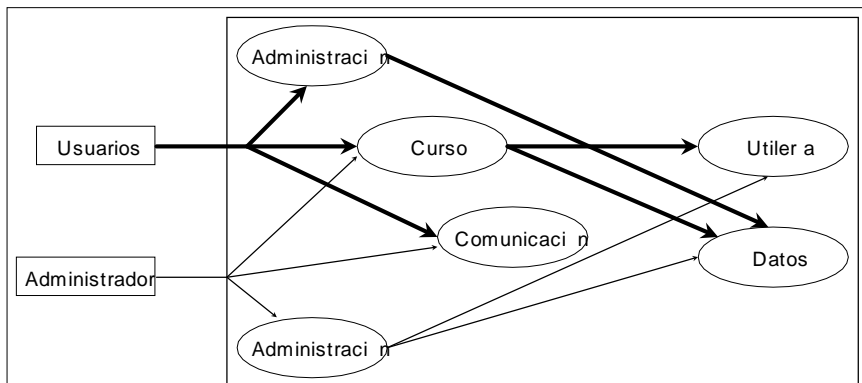 Administraci n
Usuarios
Curso
Utiler a
Comunicaci n
Datos
Administrador
Administraci n